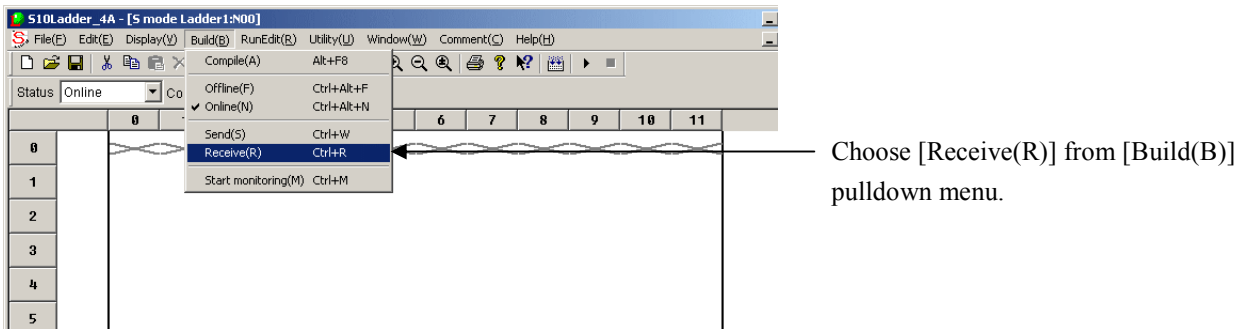 S10Ladder_4A - [S mode Ladder1:N00]
File(F) Edit(E) Display(V) Build(B) RunEdit(R) Utility(U) Window(W) Comment(C) Help(H)
Compile(A) Alt+F8
Status Online Co
Offline(F) Ctrl+Alt+F
Online(N) Ctrl+Alt+N
0 6 7 8 9 10 11
Send(S) Ctrl+W
0 Receive(R) Ctrl+R
Choose [Receive(R)] from [Build(B)]
pulldown menu.
1 Start monitoring(M) Ctrl+M
2
3
4
5